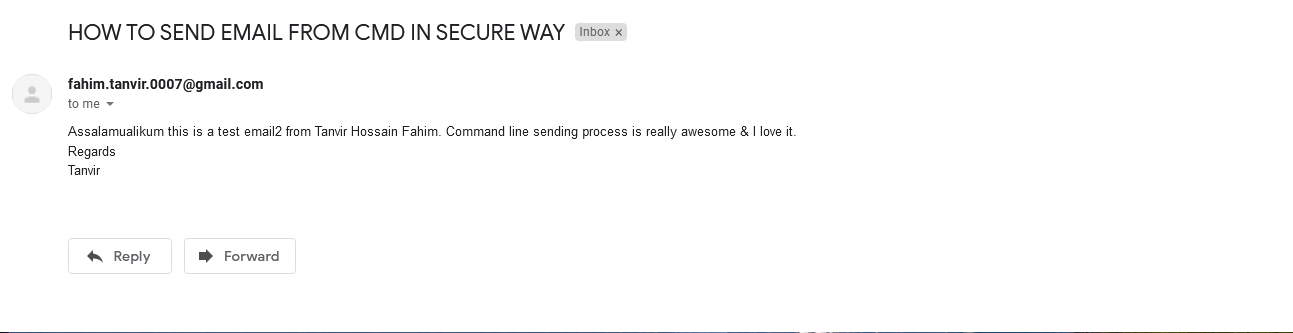 HOW TO SEND EMAIL FROM CMD IN SECURE WAY Inbox ×
fahim.tanvir.0007@gmail.com
to me
Assalamualikum this is a test email2 from Tanvir Hossain Fahim. Command line sending process is really awesome & I love it.
Regards
Tanvir
Reply Forward